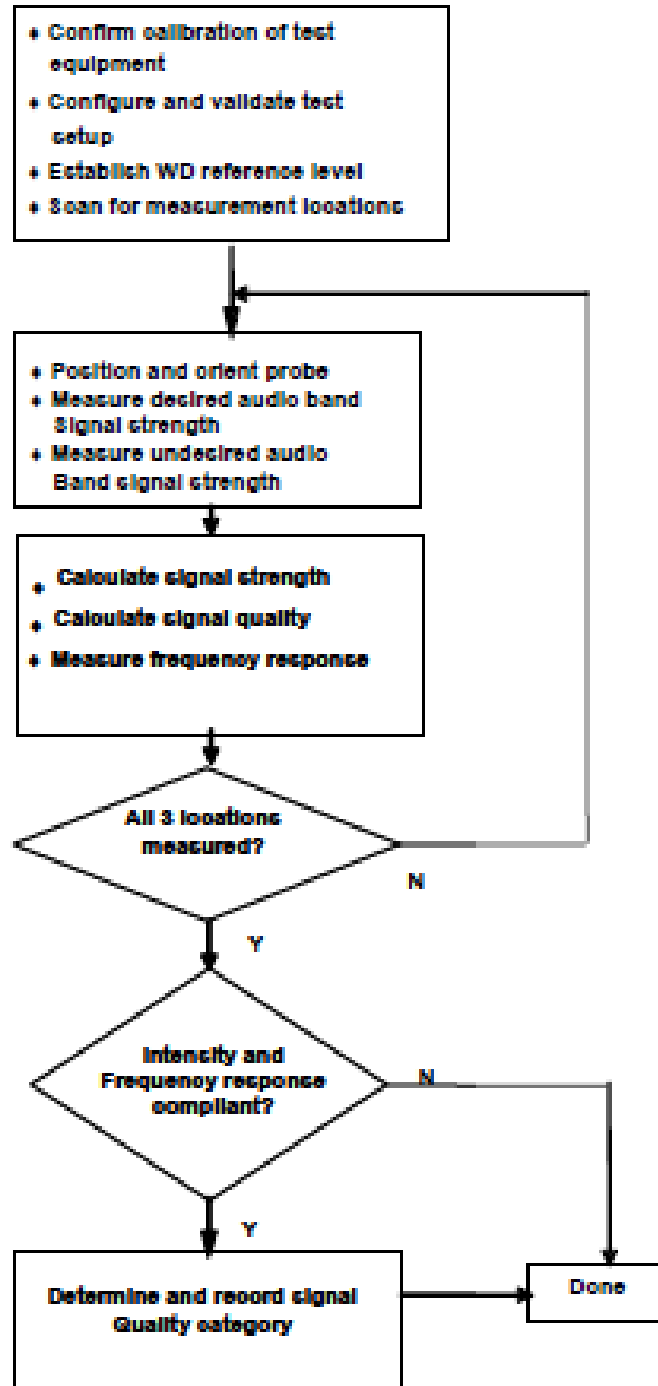 ♦ Confirm calibration of test
equipment
♦ Configure and validate test
setup
♦ Establish WD reference level
♦ Scan for measurement locations
♦ Position and orient probe
♦ Measure desired audio band
Signal strength
♦ Measure undesired audio
Band signal strength
♦ Calculate signal strength
♦ Calculate signal quality
♦ Measure frequency response
All 3 locations
measured?
N
Y
Intensity and
Frequency response
compliant?
N
Y
Determine and record signal
Quality category
Done